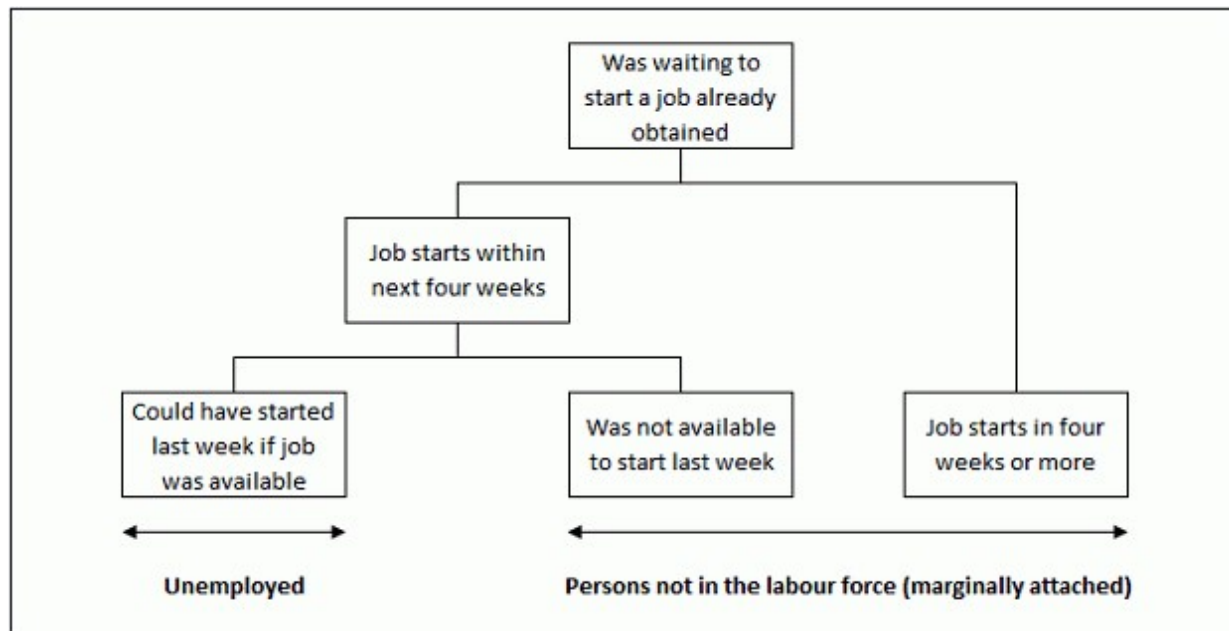 Was waiting to
start a job already
obtained
Job starts within
next four weeks
Could have started
last week if job
was available
Was not available
to start last week
Job starts in four
weeks or more
Unemployed
Persons not in the labour force (marginally attached)